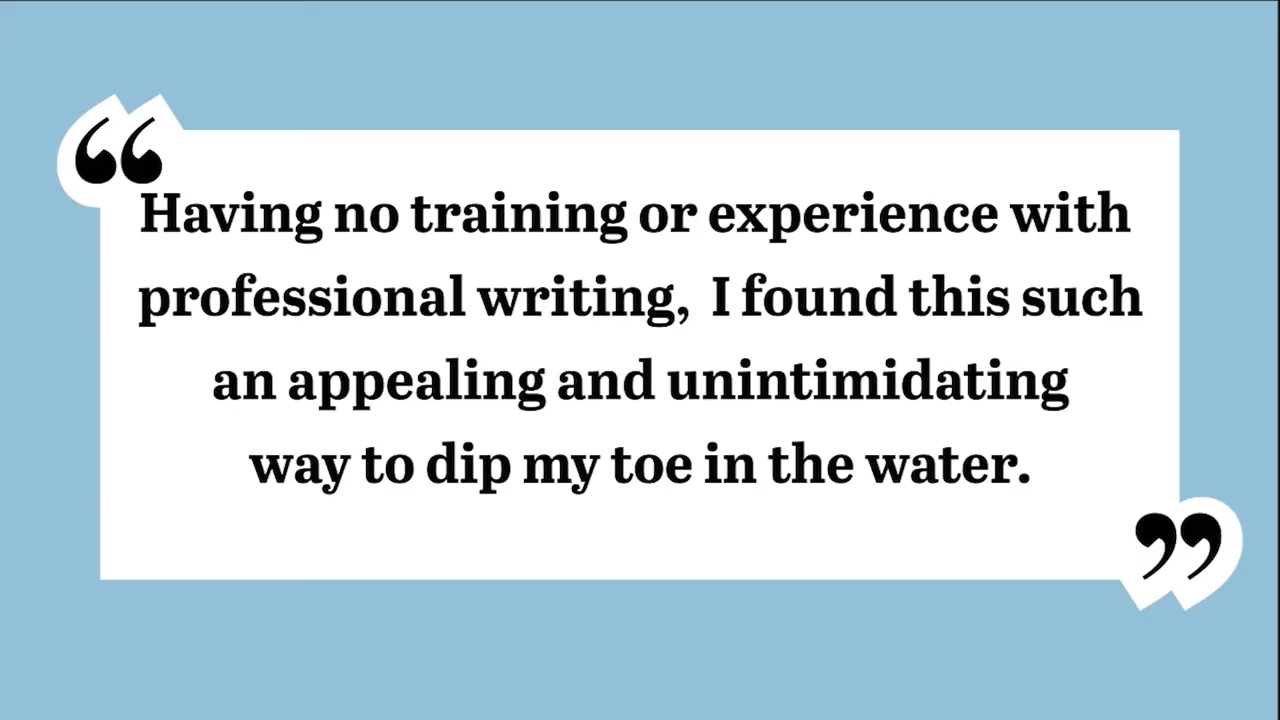 “
Having no training or experience with
professional writing,  I found this such
an appealing and unintimidating
way to dip my toe in the water.
”